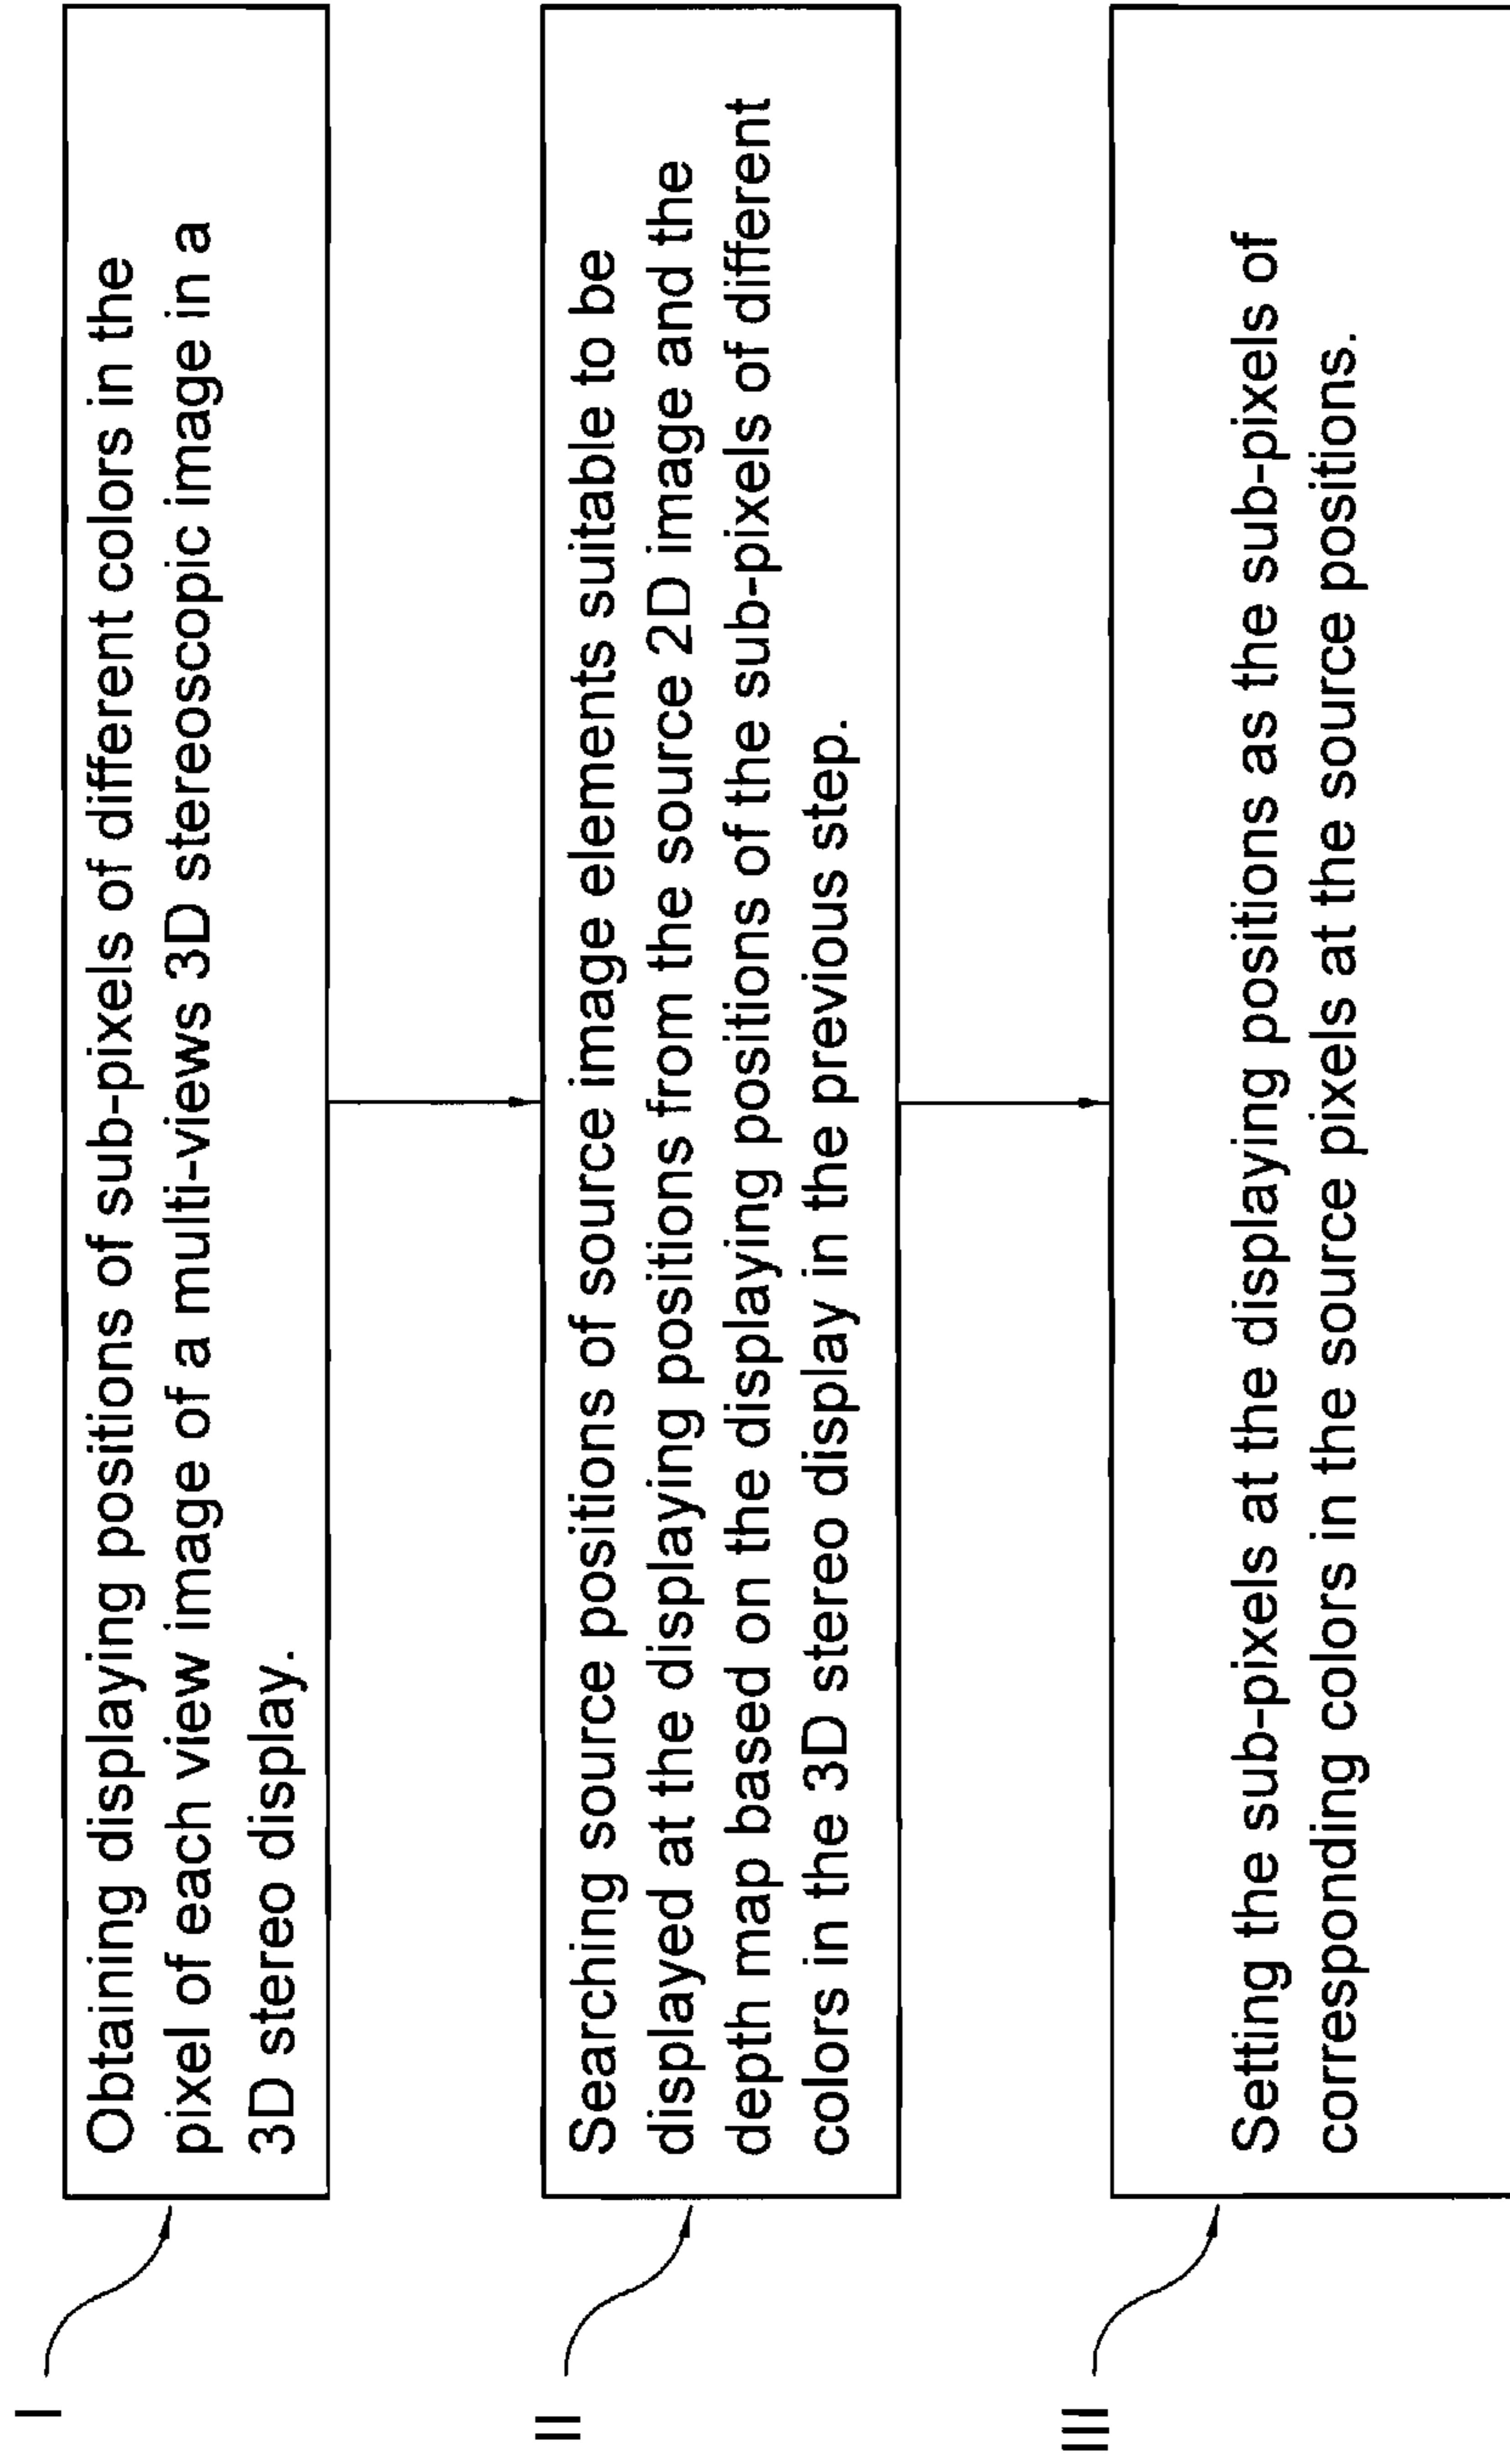 I
Obtaining displaying positions of sub-pixels of different colors in the
pixel of each view image of a multi-views 3D stereoscopic image in a
3D stereo display.
II
Searching source positions of source image elements suitable to be
displayed at the displaying positions from the source 2D image and the
depth map based on the displaying positions of the sub-pixels of different
colors in the 3D stereo display in the previous step.
III
Setting the sub-pixels at the displaying positions as the sub-pixels of
corresponding colors in the source pixels at the source positions.